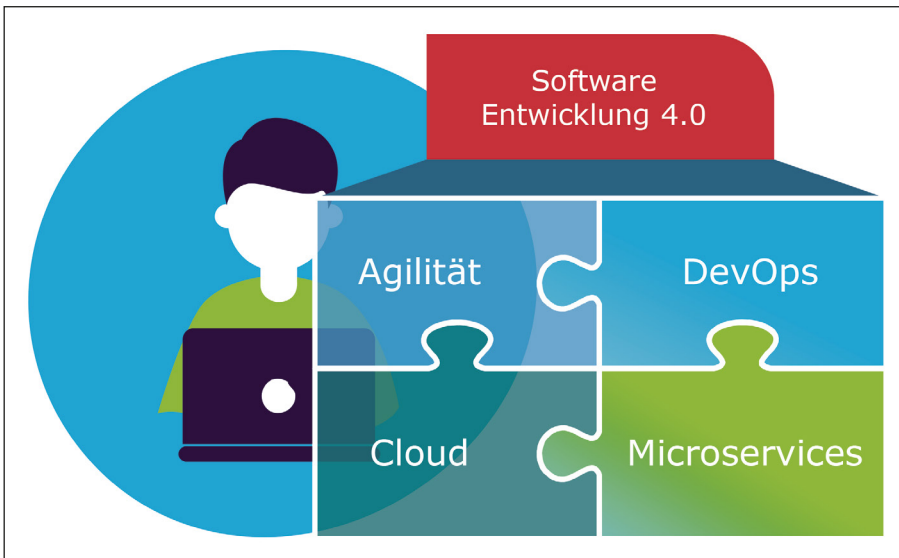 Software
Entwicklung 4.0
Agilität
DevOps
Cloud
Microservices